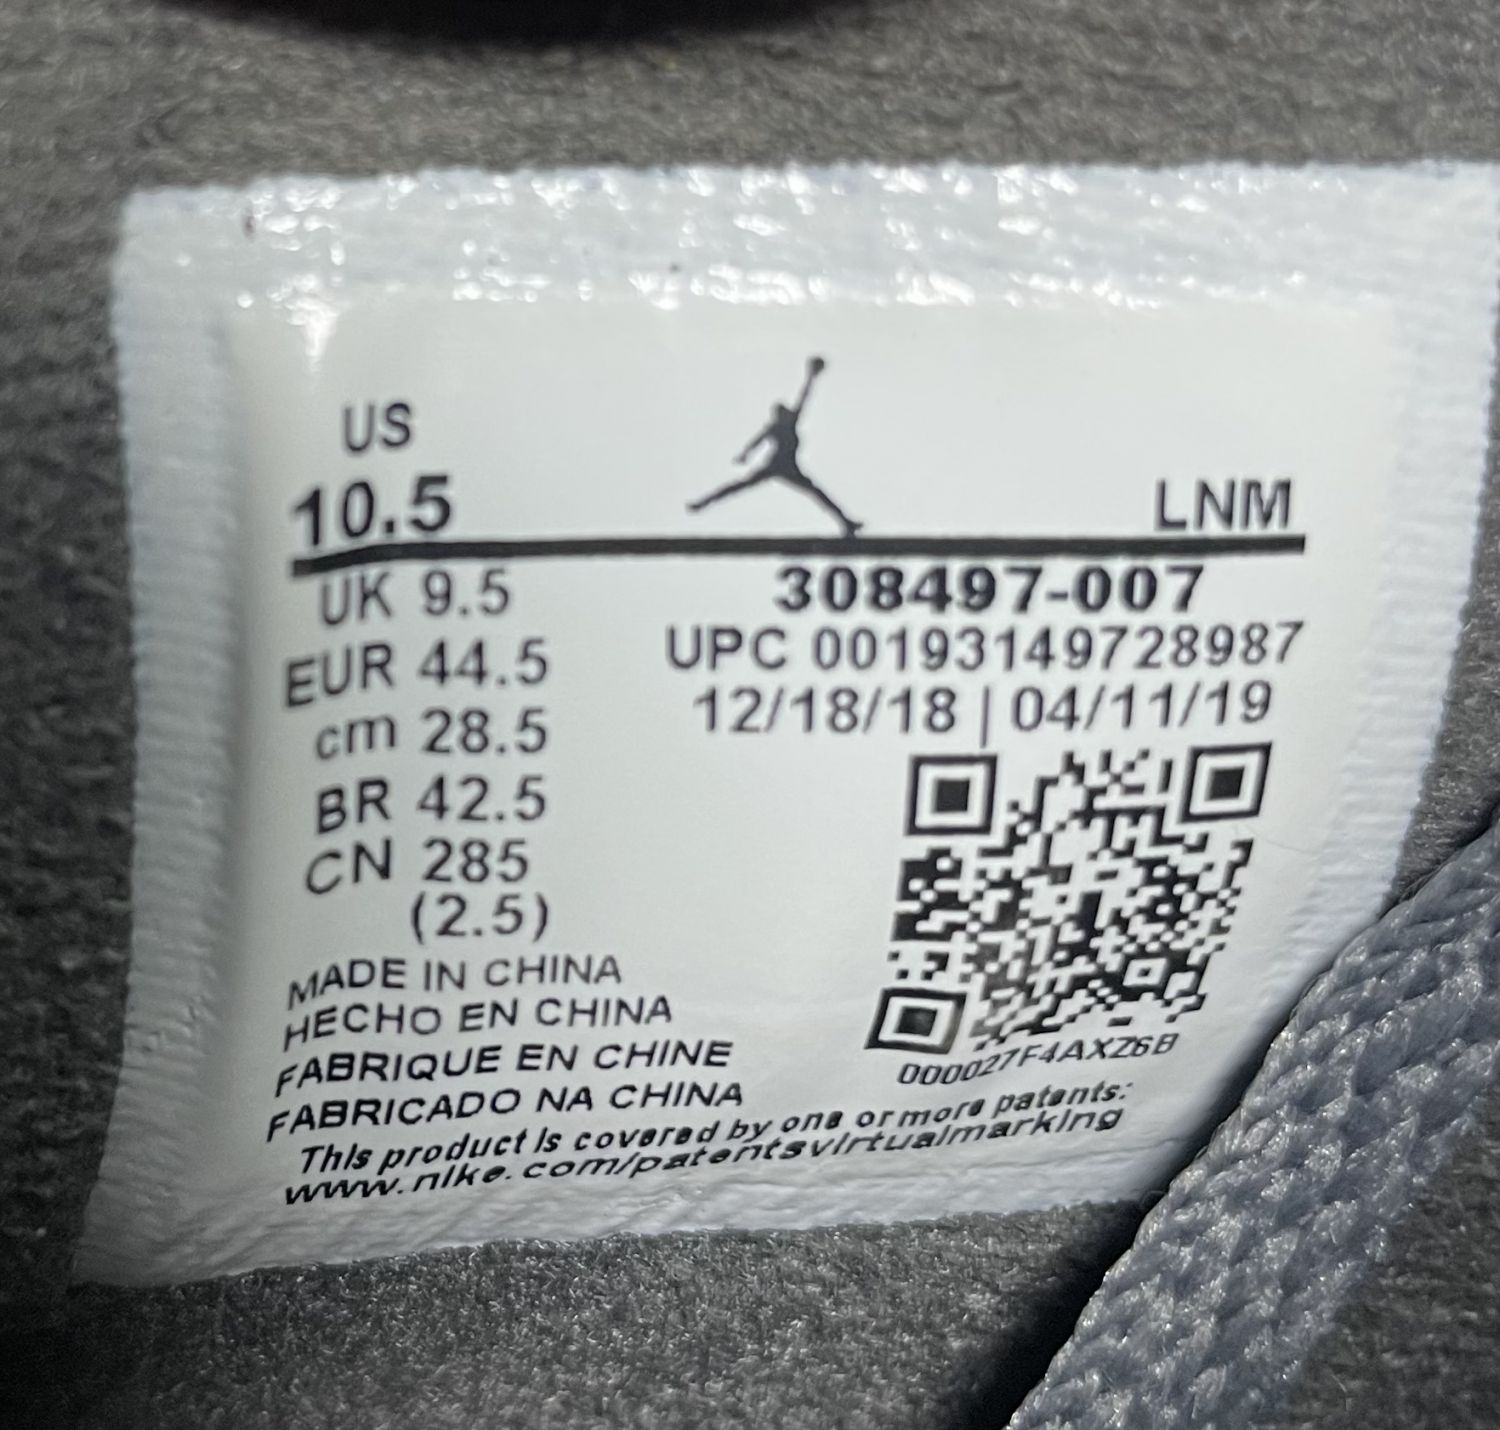 US
10.5
LNM
UK 9.5
308497-007
EUR 44.5
UPC 00193149728987
cm 28.5
12/18/18 | 04/11/19
BR 42.5
CN 285
(2.5)
MADE IN CHINA
HECHO EN CHINA
FABRIQUE EN CHINE
FABRICADO NA CHINA
000027F4AXZ6B
This product is covered by one or more patents:
www.nike.com/patentsvirtualmarking